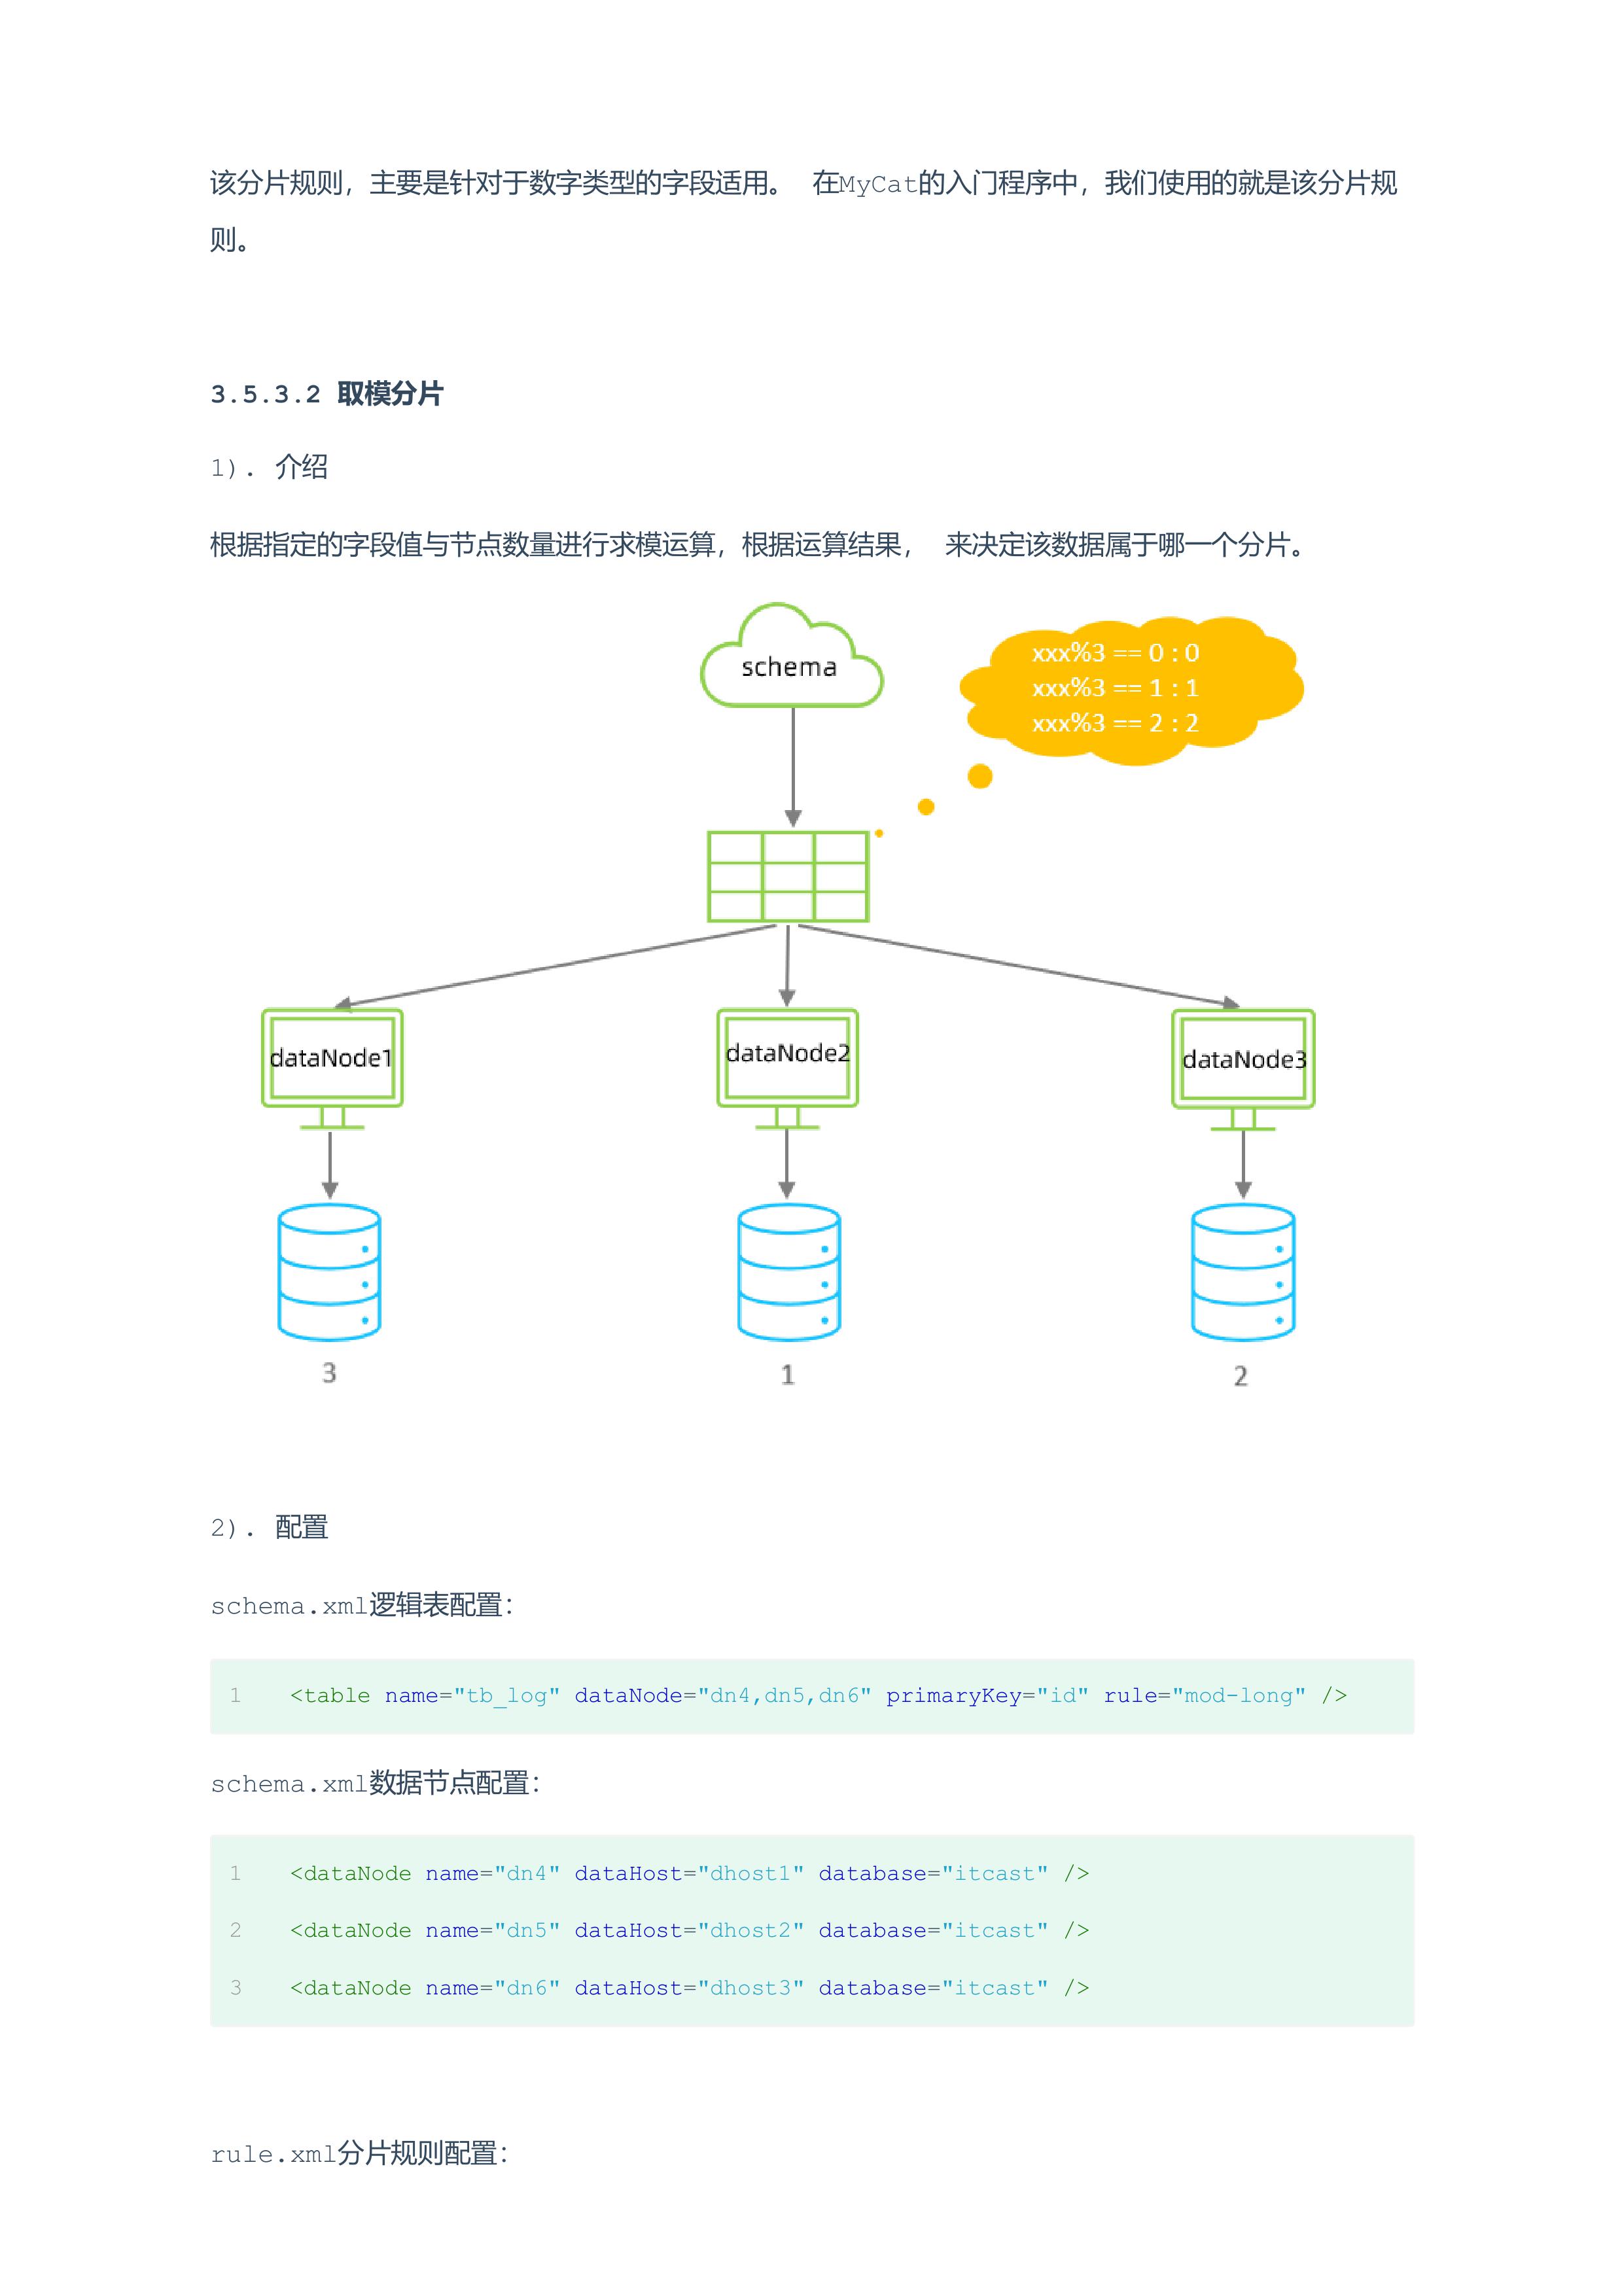 该分片规则，主要是针对于数字类型的字段适用。 在MyCat的入门程序中，我们使用的就是该分片规
则。
3.5.3.2 取模分片
1). 介绍
根据指定的字段值与节点数量进行求模运算，根据运算结果， 来决定该数据属于哪一个分片。
schema
xxx%3 == 0 : 0
xxx%3 == 1 : 1
xxx%3 == 2 : 2
dataNode1
dataNode2
dataNode3
3
1
2
2). 配置
schema.xml逻辑表配置：
1 <table name="tb_log" dataNode="dn4,dn5,dn6" primaryKey="id" rule="mod-long" />
schema.xml数据节点配置：
1 <dataNode name="dn4" dataHost="dhost1" database="itcast" />
2 <dataNode name="dn5" dataHost="dhost2" database="itcast" />
3 <dataNode name="dn6" dataHost="dhost3" database="itcast" />
rule.xml分片规则配置：